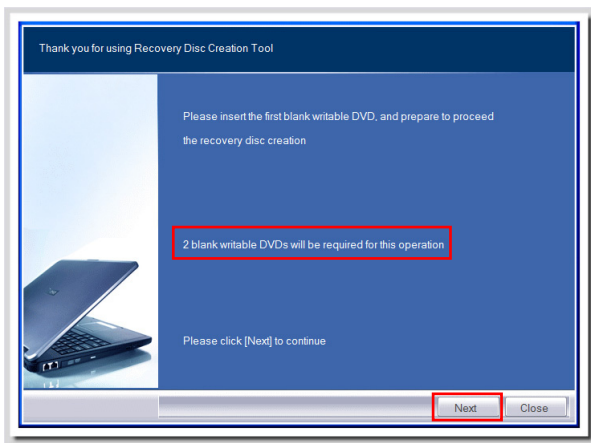 Thank you for using Recovery Disc Creation Tool
Please insert the first blank writable DVD, and prepare to proceed
the recovery disc creation
2 blank writable DVDs will be required for this operation
Please click [Next] to continue
Next Close